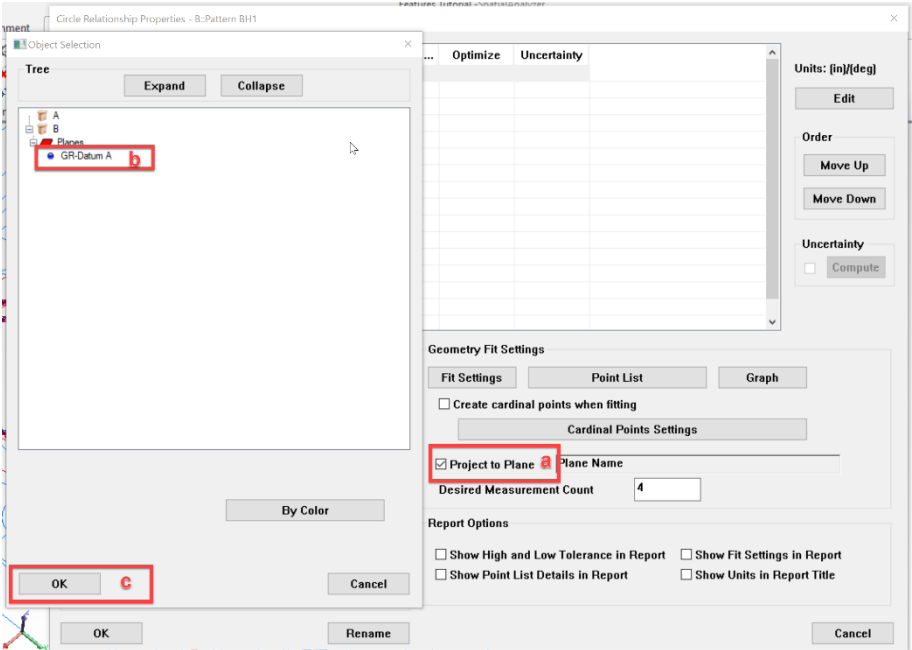 Features Tutorial -SpatialAnalyzer
nment
Circle Relationship Properties - B::Pattern BH1
Object Selection
Tree
Expand
Collapse
A
B
Planes
GR-Datum A
b
By Color
OK
c
Cancel
... Optimize Uncertainty
Units: (in)/(deg)
Edit
Order
Move Up
Move Down
Uncertainty
Compute
Geometry Fit Settings
Fit Settings
Point List
Graph
Create cardinal points when fitting
Cardinal Points Settings
Project to Plane a Plane Name
Desired Measurement Count 4
Report Options
Show High and Low Tolerance in Report
Show Fit Settings in Report
Show Point List Details in Report
Show Units in Report Title
OK
Rename
Cancel